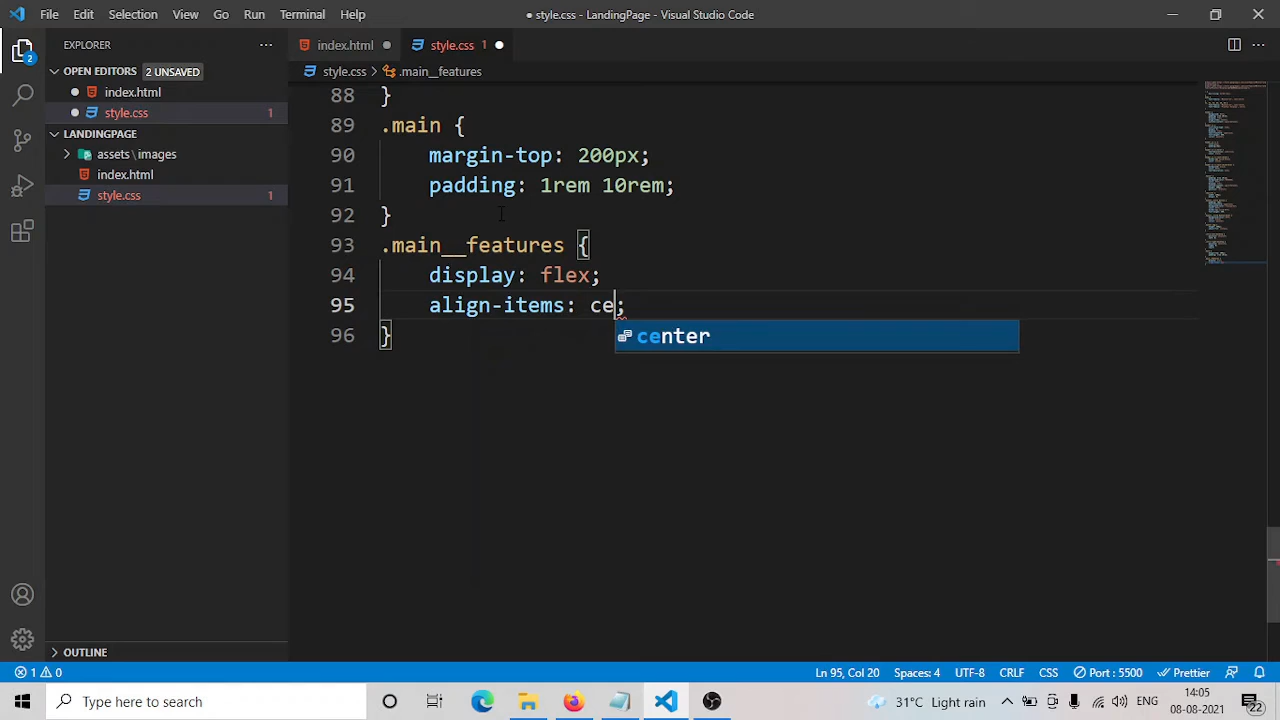 File Edit Selection View Go Run Terminal Help
● style.css - LandingPage - Visual Studio Code
EXPLORER
OPEN EDITORS 2 UNSAVED
index.html
style.css 1
LANDINGPAGE
assets\images
index.html
style.css 1
OUTLINE
2
index.html ●
style.css 1 ●
style.css > .main__features
88 }
89 .main {
90 margin-top: 200px;
91 padding: 1rem 10rem;
92 }
93 .main__features {
94 display: flex;
95 align-items: ce;
96 }
center
1 0
Ln 95, Col 20 Spaces: 4 UTF-8 CRLF CSS Port : 5500 Prettier
Type here to search
31°C Light rain
14:05
08-08-2021
22